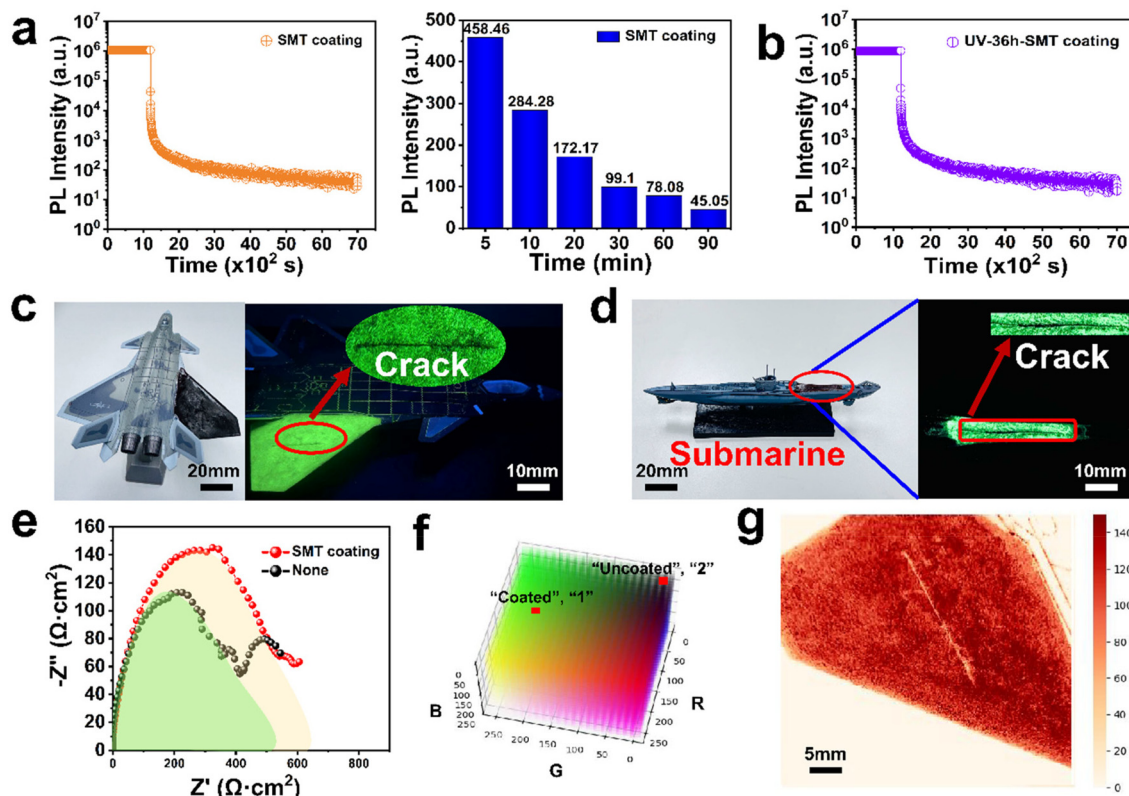 a
PL Intensity (a.u.)
10⁷
10⁶
10⁵
10⁴
10³
10²
10¹
10⁰
SMT coating
0 10 20 30 40 50 60 70
Time (x10² s)
PL Intensity (a.u.)
500
400
300
200
100
0
SMT coating
458.46
284.28
172.17
99.1
78.08
45.05
5 10 20 30 60 90
Time (min)
b
PL Intensity (a.u.)
10⁷
10⁶
10⁵
10⁴
10³
10²
10¹
10⁰
UV-36h-SMT coating
0 10 20 30 40 50 60 70
Time (x10² s)
c
20mm
Crack
10mm
d
Submarine
20mm
Crack
10mm
e
-Z'' (Ω·cm²)
160
140
120
100
80
60
40
20
0
SMT coating
None
0 200 400 600 800
Z' (Ω·cm²)
f
"Uncoated", "2"
"Coated", "1"
B
0
50
100
150
200
250
G
250 200 150 100 50 0
R
0
50
100
150
200
250
g
5mm
140
120
100
80
60
40
20
0